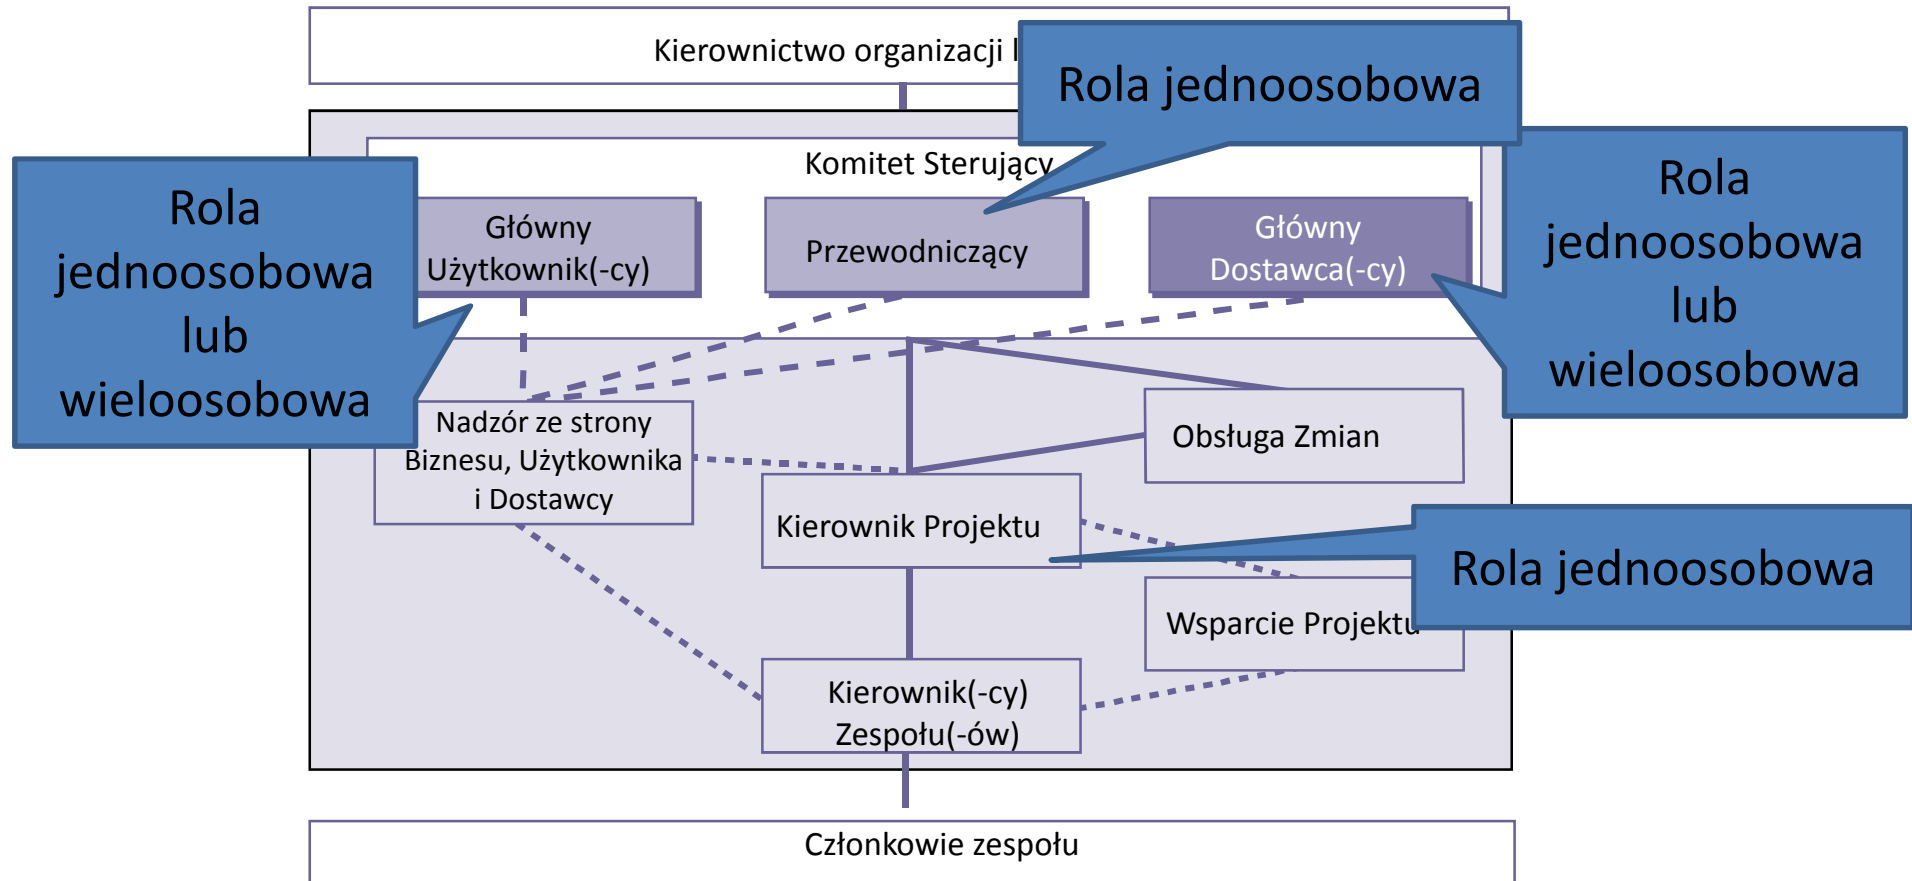 Kierownictwo organizacji
Rola jednoosobowa
Komitet Sterujący
Rola
jednoosobowa
lub
wieloosobowa
Główny
Użytkownik(-cy)
Przewodniczący
Główny
Dostawca(-cy)
Rola
jednoosobowa
lub
wieloosobowa
Nadzór ze strony
Biznesu, Użytkownika
i Dostawcy
Obsługa Zmian
Kierownik Projektu
Rola jednoosobowa
Wsparcie Projektu
Kierownik(-cy)
Zespołu(-ów)
Członkowie zespołu